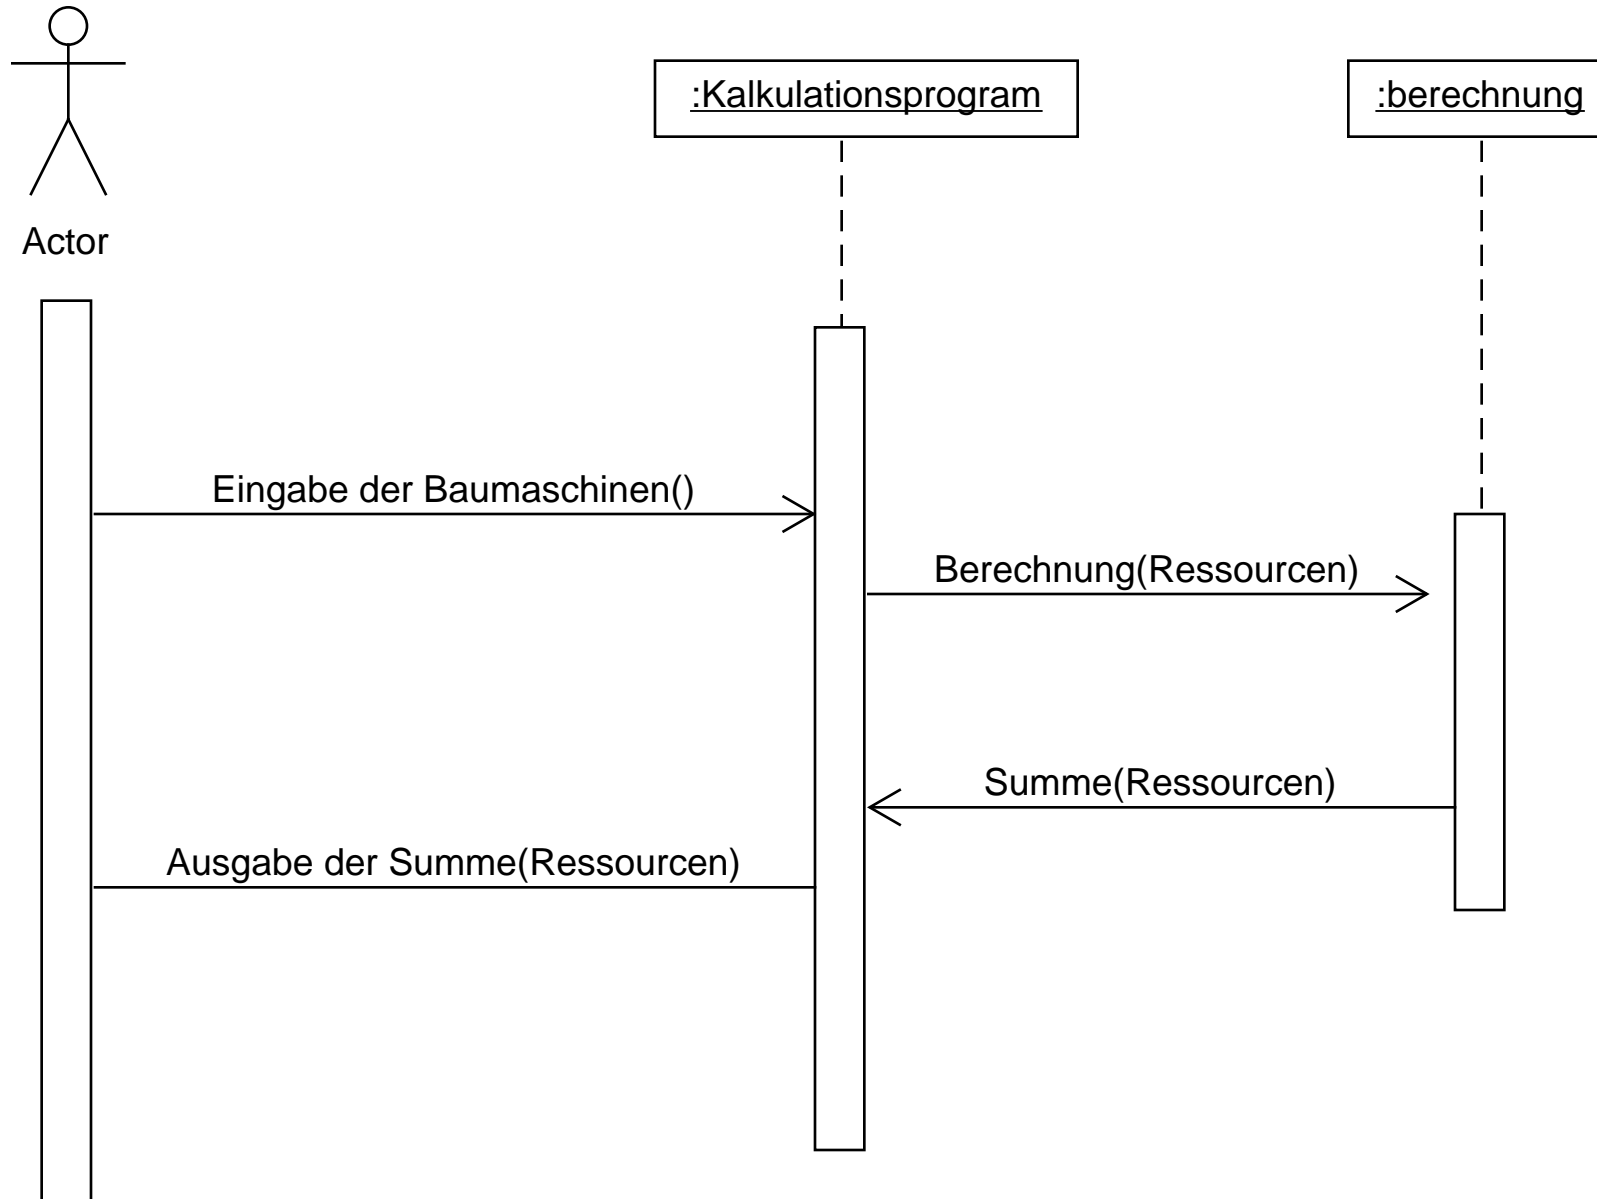 :Kalkulationsprogram
:berechnung
Actor
Eingabe der Baumaschinen()
Berechnung(Ressourcen)
Summe(Ressourcen)
Ausgabe der Summe(Ressourcen)